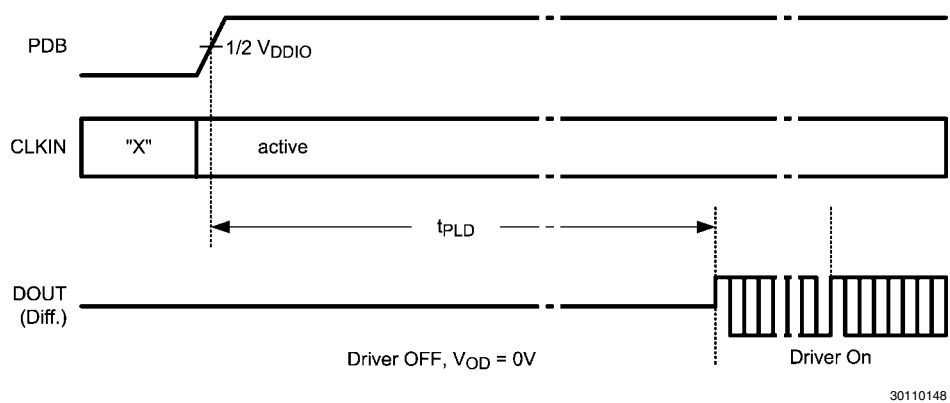 PDB
1/2 VDDIO
CLKIN
"X"
active
tPLD
DOUT
(Diff.)
Driver OFF, VOD = 0V
Driver On
30110148